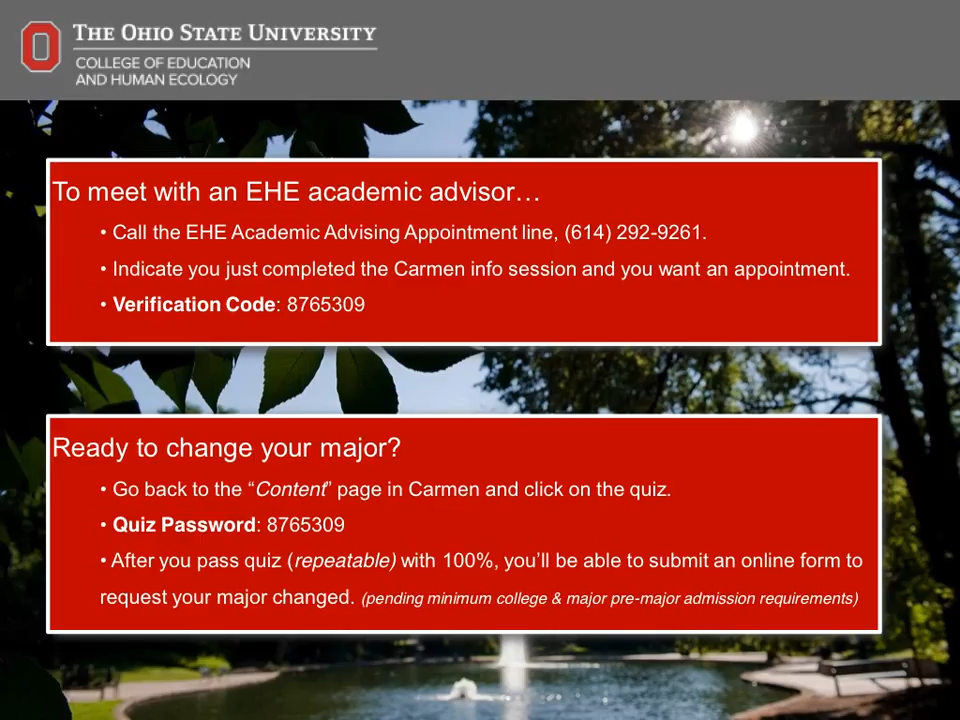 THE OHIO STATE UNIVERSITY
COLLEGE OF EDUCATION
AND HUMAN ECOLOGY
To meet with an EHE academic advisor…
• Call the EHE Academic Advising Appointment line, (614) 292-9261.
• Indicate you just completed the Carmen info session and you want an appointment.
• Verification Code: 8765309
Ready to change your major?
• Go back to the “Content” page in Carmen and click on the quiz.
• Quiz Password: 8765309
• After you pass quiz (repeatable) with 100%, you’ll be able to submit an online form to
request your major changed. (pending minimum college & major pre-major admission requirements)